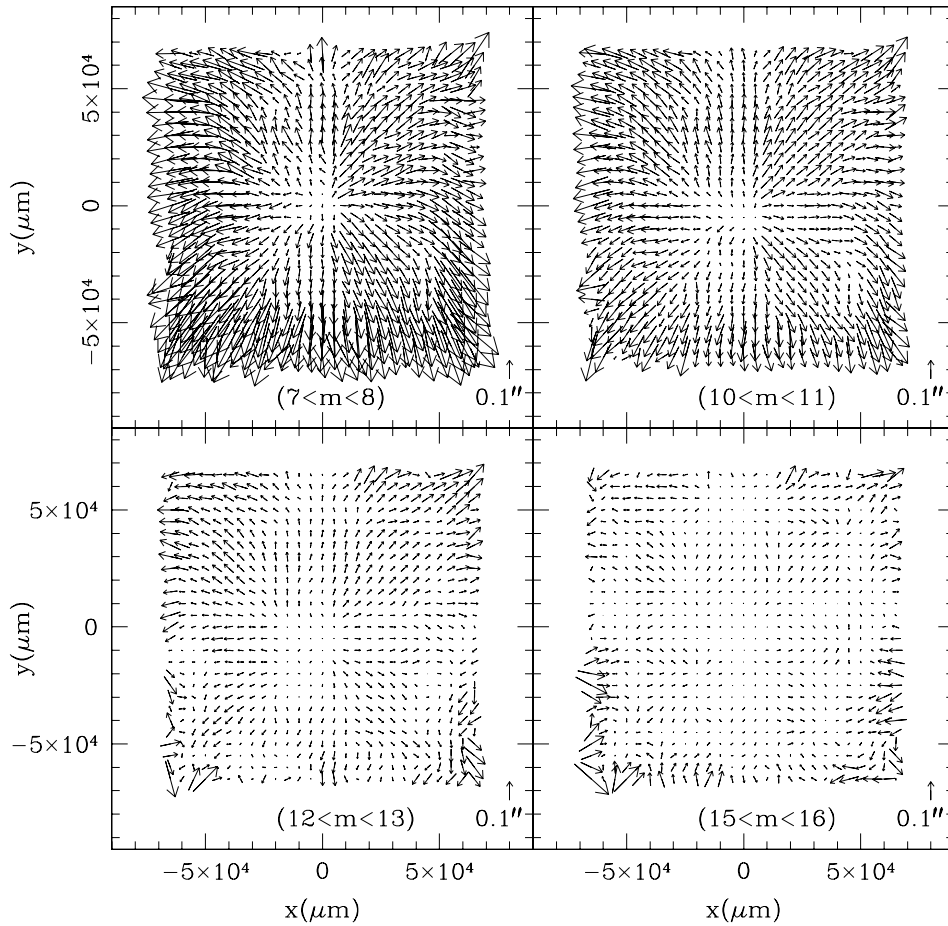 5×10⁴
0
−5×10⁴
y(μm)
(7<m<8)
0.1″
(10<m<11)
0.1″
5×10⁴
0
−5×10⁴
y(μm)
(12<m<13)
0.1″
(15<m<16)
0.1″
−5×10⁴ 0 5×10⁴
−5×10⁴ 0 5×10⁴
x(μm)
x(μm)